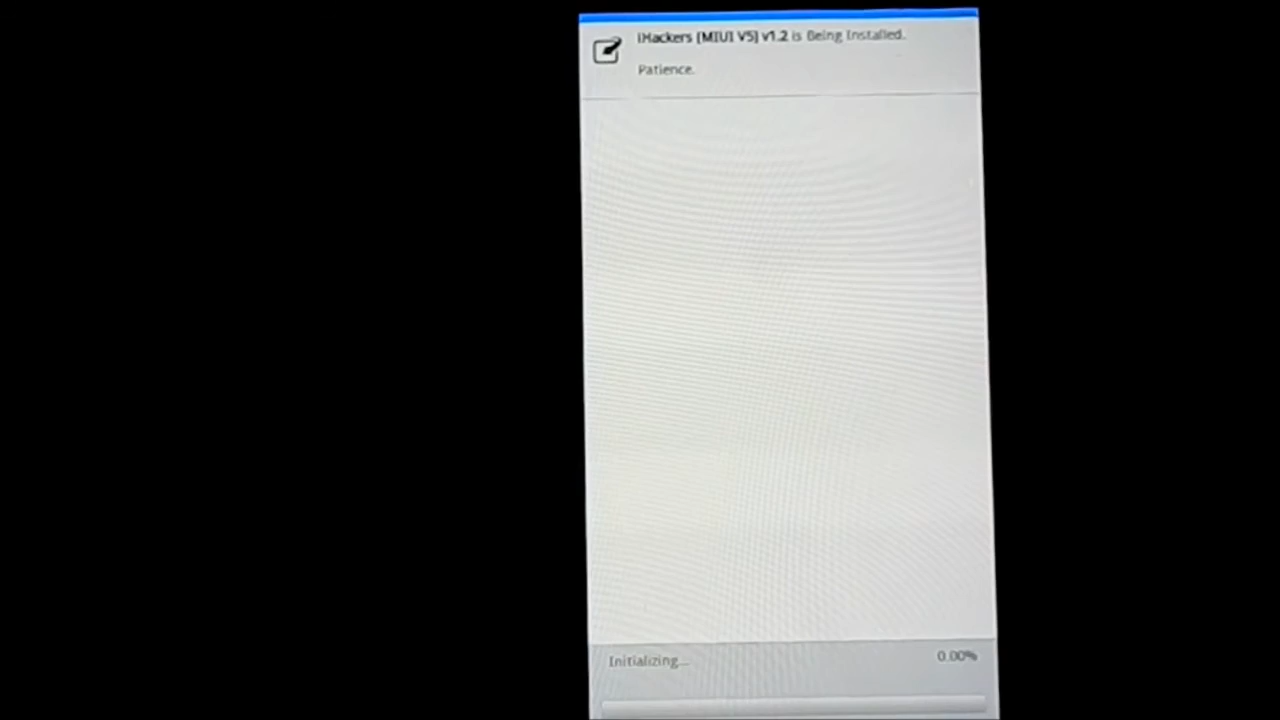 iHackers [MIUI V5] v1.2 is Being Installed.
Patience.
Initializing...
0.00%